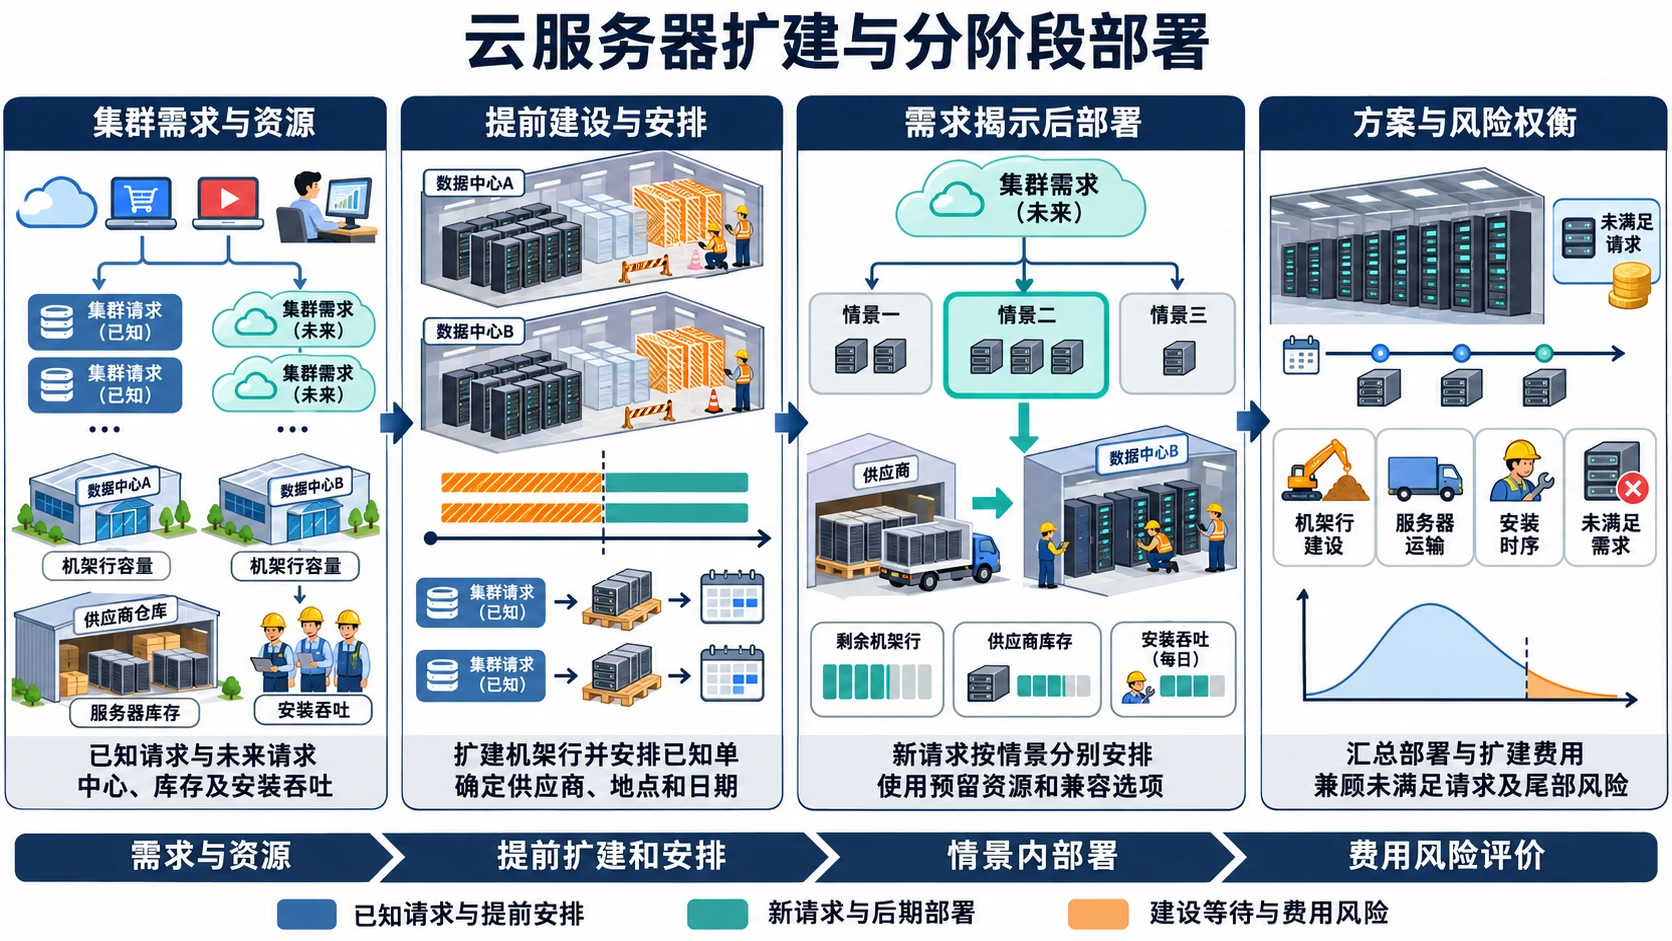 云服务器扩建与分阶段部署
集群需求与资源
集群请求
（已知）
集群需求
（未来）
集群请求
（已知）
集群需求
（未来）
数据中心A
数据中心B
机架行容量
机架行容量
供应商仓库
服务器库存
安装吞吐
已知请求与未来请求
中心、库存及安装吞吐
提前建设与安排
数据中心A
数据中心B
集群请求
（已知）
集群请求
（已知）
扩建机架行并安排已知单
确定供应商、地点和日期
需求揭示后部署
集群需求
（未来）
情景一
情景二
情景三
供应商
数据中心B
剩余机架行
供应商库存
安装吞吐
（每日）
新请求按情景分别安排
使用预留资源和兼容选项
方案与风险权衡
未满足
请求
机架行
建设
服务器
运输
安装
时序
未满足
需求
汇总部署与扩建费用
兼顾未满足请求及尾部风险
需求与资源
提前扩建和安排
情景内部署
费用风险评价
已知请求与提前安排
新请求与后期部署
建设等待与费用风险